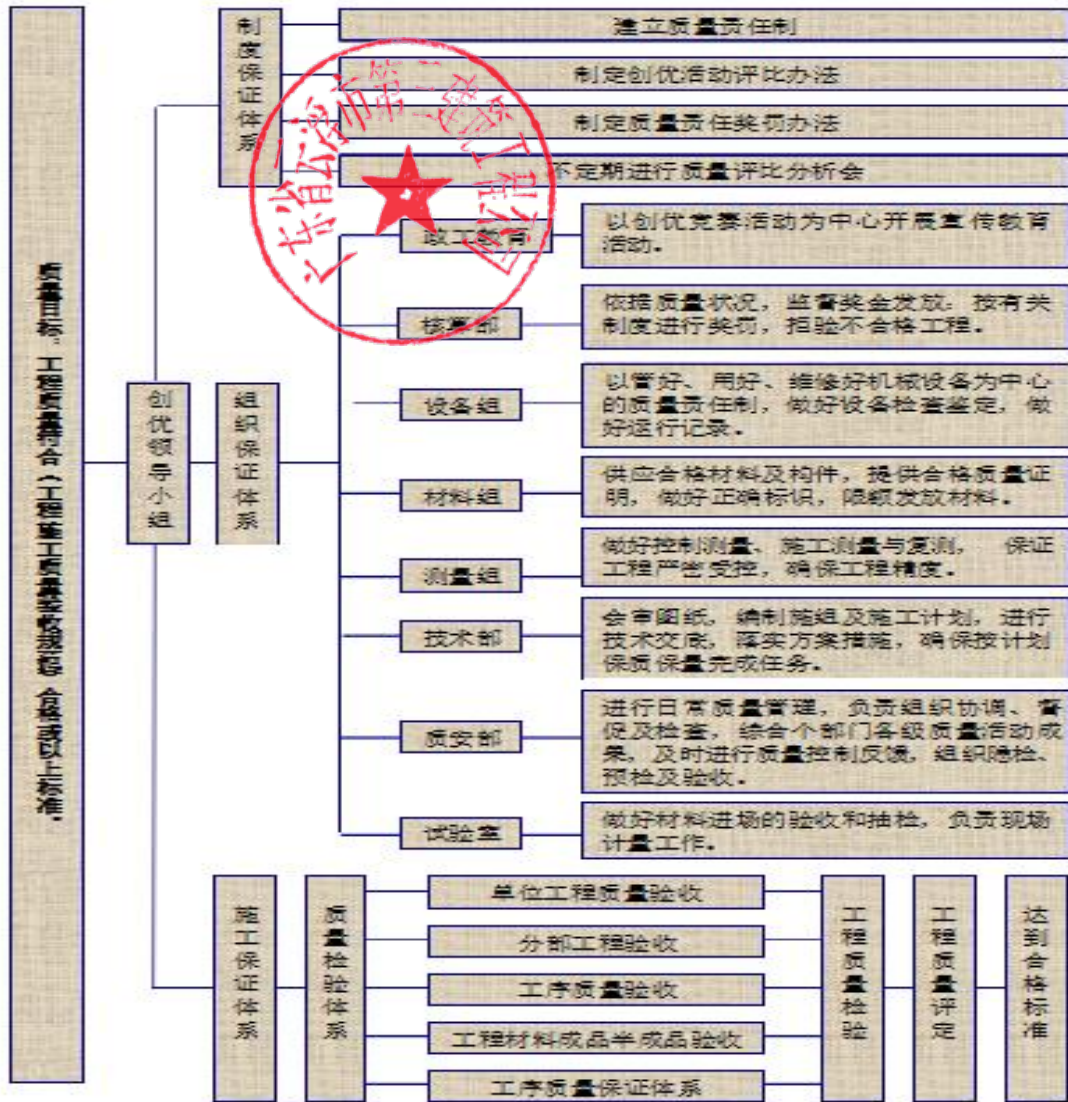 制度保证体系
建立质量责任制
制定创优活动评比办法
制定质量责任奖罚办法
不定期进行质量评比分析会
广东省云浮市第二建筑工程公司
质量目标：工程质量符合（工程施工质量验收规范）合格或以上标准。
创优领导小组
组织保证体系
政工教育
以创优竞赛活动为中心开展宣传教育
活动。
核算部
依据质量状况，监督奖金发放；按有关
制度进行奖罚，拒验不合格工程。
设备组
以管好、用好、维修好机械设备为中心
的质量责任制，做好设备检查鉴定，做
好运行记录。
材料组
供应合格材料及构件，提供合格质量证
明，做好正确标识，限额发放材料。
测量组
做好控制测量、施工测量与复测， 保证
工程严密受控，确保工程精度。
技术部
会审图纸，编制施组及施工计划，进行
技术交底，落实方案措施，确保按计划
保质保量完成任务。
质安部
进行日常质量管理，负责组织协调、督
促及检查，综合个部门各级质量活动成
果，及时进行质量控制反馈，组织隐检、
预检及验收。
试验室
做好材料进场的验收和抽检，负责现场
计量工作。
施工保证体系
质量检验体系
单位工程质量验收
分部工程验收
工序质量验收
工程材料成品半成品验收
工序质量保证体系
工程质量检验
工程质量评定
达到合格标准